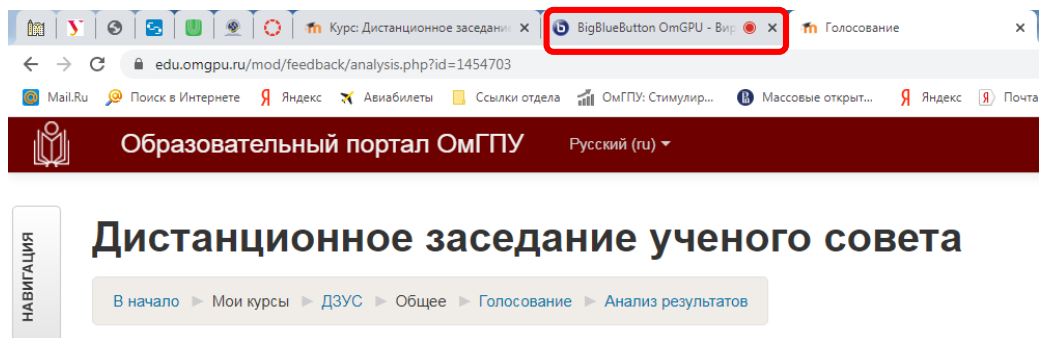 Курс: Дистанционное заседани BigBlueButton OmGPU - Вир Голосование
edu.omgpu.ru/mod/feedback/analysis.php?id=1454703
Mail.Ru Поиск в Интернете Яндекс Авиабилеты Ссылки отдела ОмГПУ: Стимулир... Массовые открыт... Яндекс Почта
Образовательный портал ОмГПУ Русский (ru)
НАВИГАЦИЯ
Дистанционное заседание ученого совета
В начало Мои курсы ДЗУС Общее Голосование Анализ результатов